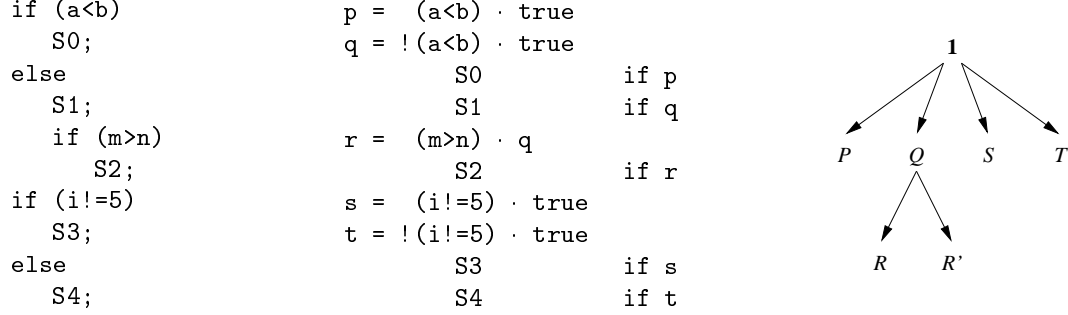 if (a<b)
S0;
else
S1;
if (m>n)
S2;
if (i!=5)
S3;
else
S4;
p = (a<b) · true
q = !(a<b) · true
S0 if p
S1 if q
r = (m>n) · q
S2 if r
s = (i!=5) · true
t = !(i!=5) · true
S3 if s
S4 if t
1
P Q S T
R R'